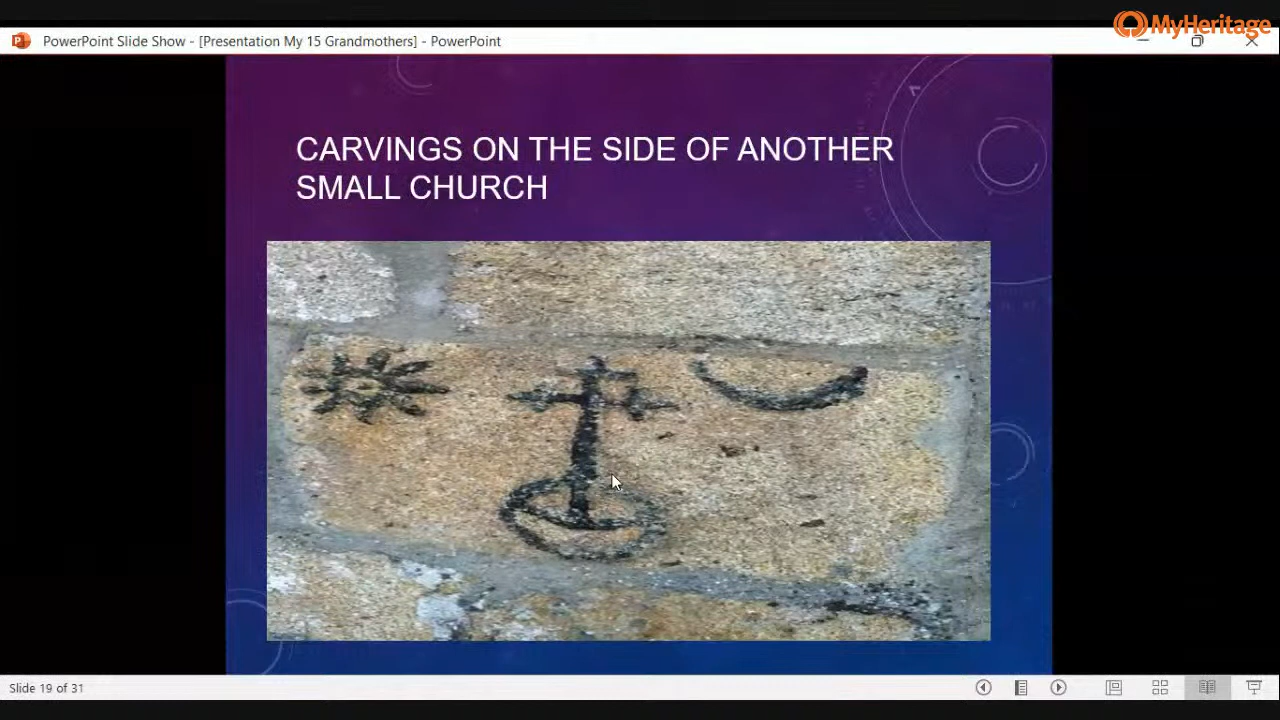 MyHeritage
PowerPoint Slide Show - [Presentation My 15 Grandmothers] - PowerPoint
CARVINGS ON THE SIDE OF ANOTHER
SMALL CHURCH
Slide 19 of 31